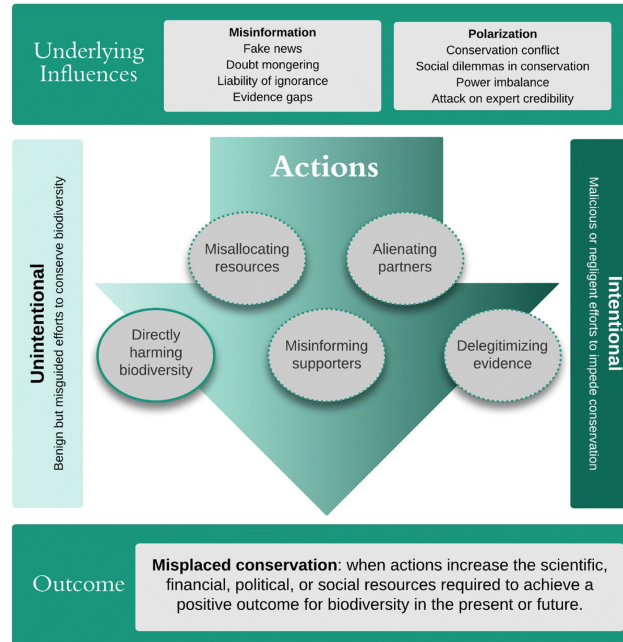 Underlying
Influences
Misinformation
Fake news
Doubt mongering
Liability of ignorance
Evidence gaps
Polarization
Conservation conflict
Social dilemmas in conservation
Power imbalance
Attack on expert credibility
Unintentional
Benign but misguided efforts to conserve biodiversity
Actions
Misallocating
resources
Alienating
partners
Directly
harming
biodiversity
Misinforming
supporters
Delegitimizing
evidence
Intentional
Malicious or negligent efforts to impede conservation
Outcome
Misplaced conservation: when actions increase the scientific,
financial, political, or social resources required to achieve a
positive outcome for biodiversity in the present or future.